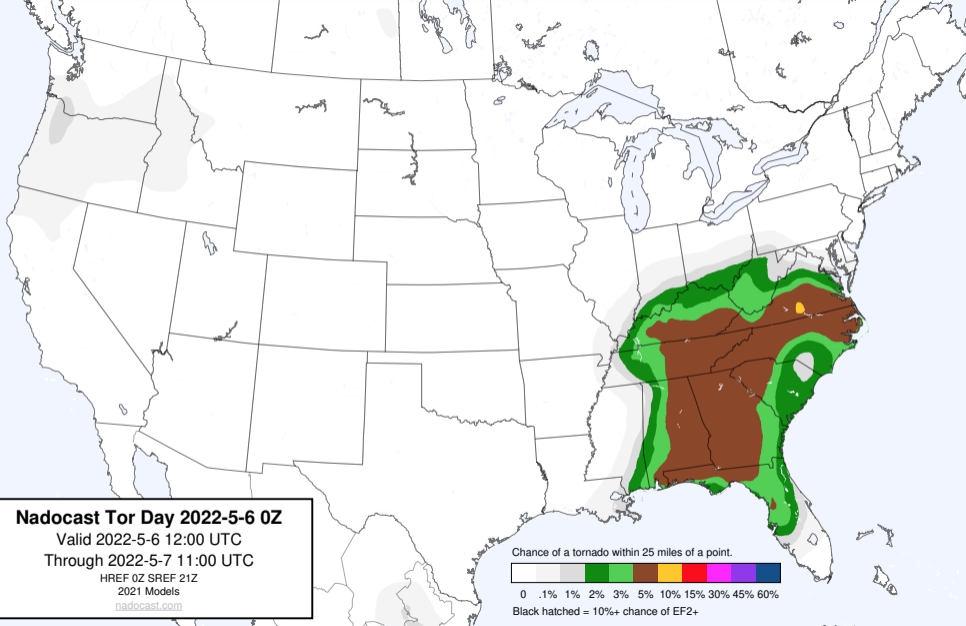 Nadocast Tor Day 2022-5-6 0Z
Valid 2022-5-6 12:00 UTC
Through 2022-5-7 11:00 UTC
HREF 0Z SREF 21Z
2021 Models
nadocast.com
Chance of a tornado within 25 miles of a point.
0 .1% 1% 2% 3% 5% 10% 15% 30% 45% 60%
Black hatched = 10%+ chance of EF2+